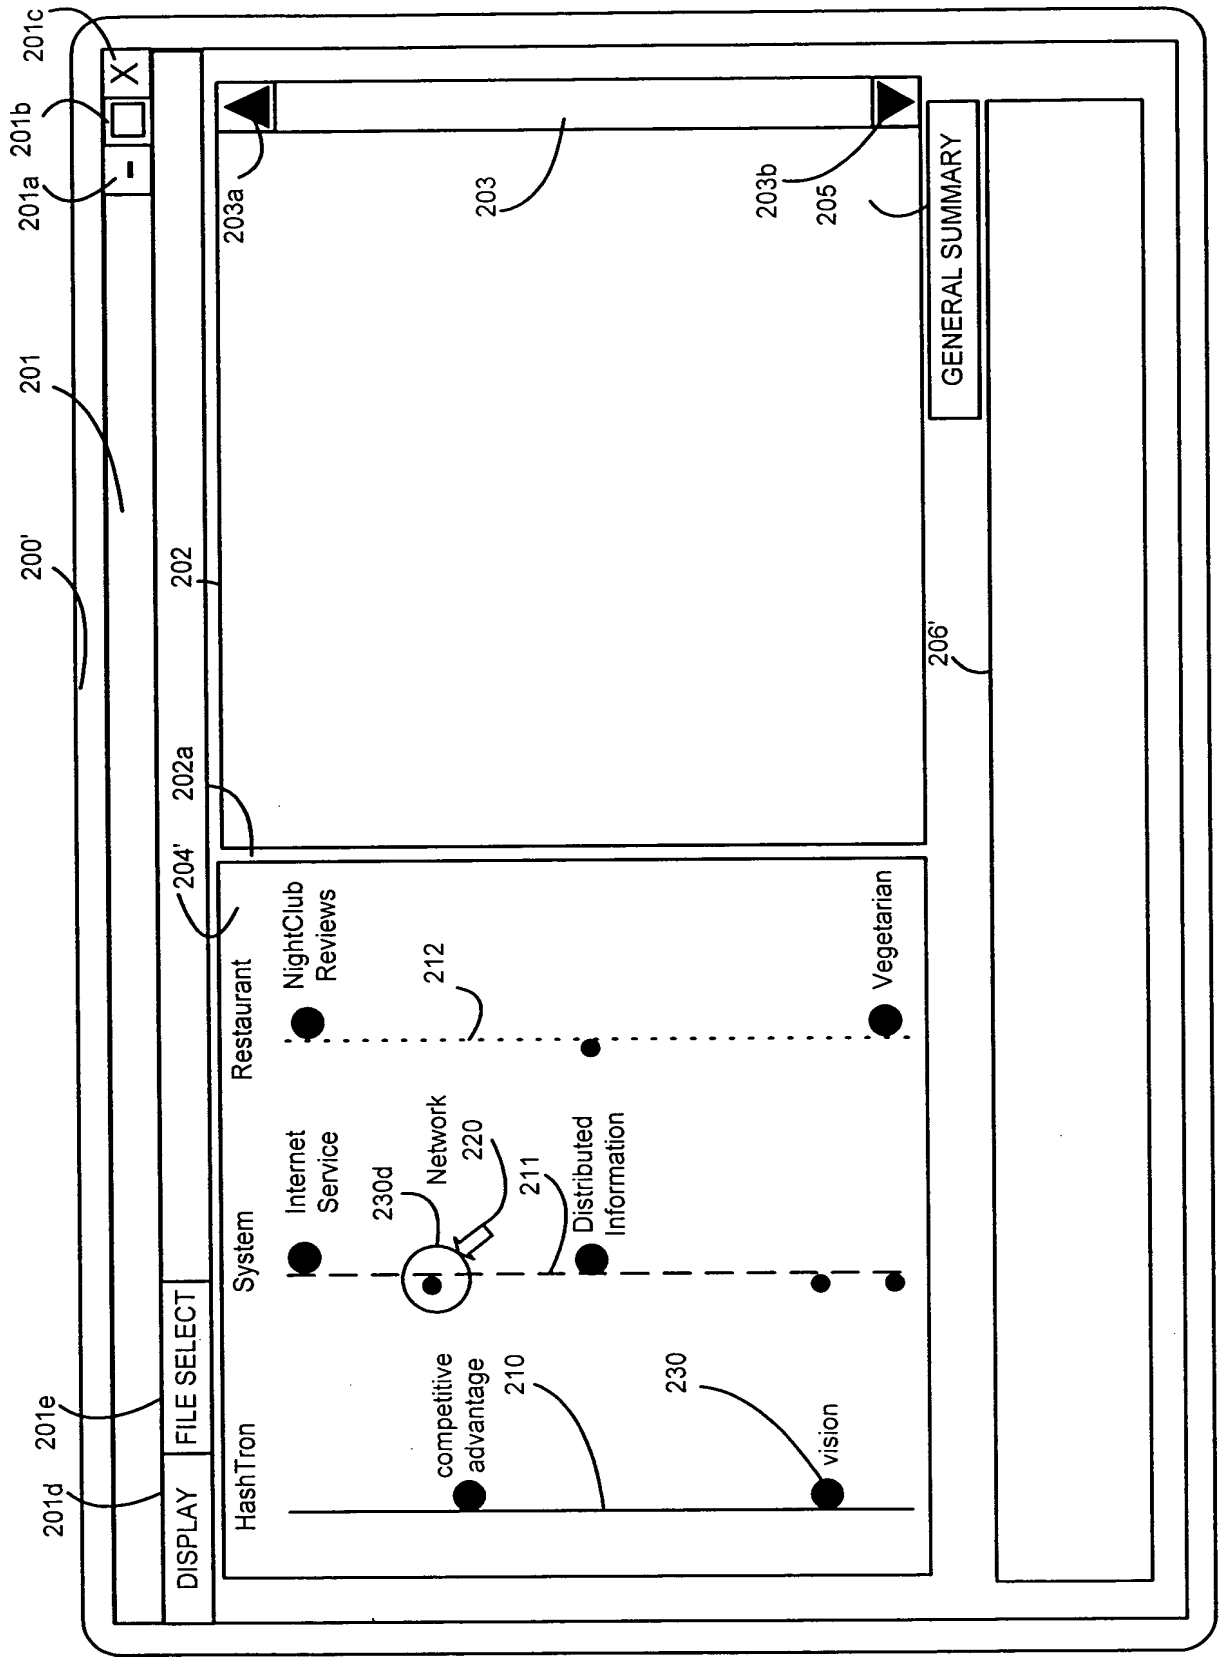 200'
201
201a
201b
201c
201d
201e
DISPLAY
FILE SELECT
204'
202a
202
HashTron
System
Restaurant
Internet
Service
NightClub
Reviews
203a
230d
competitive
advantage
Network
220
212
210
211
Distributed
Information
203
230
vision
Vegetarian
203b
205
GENERAL SUMMARY
206'
X
-